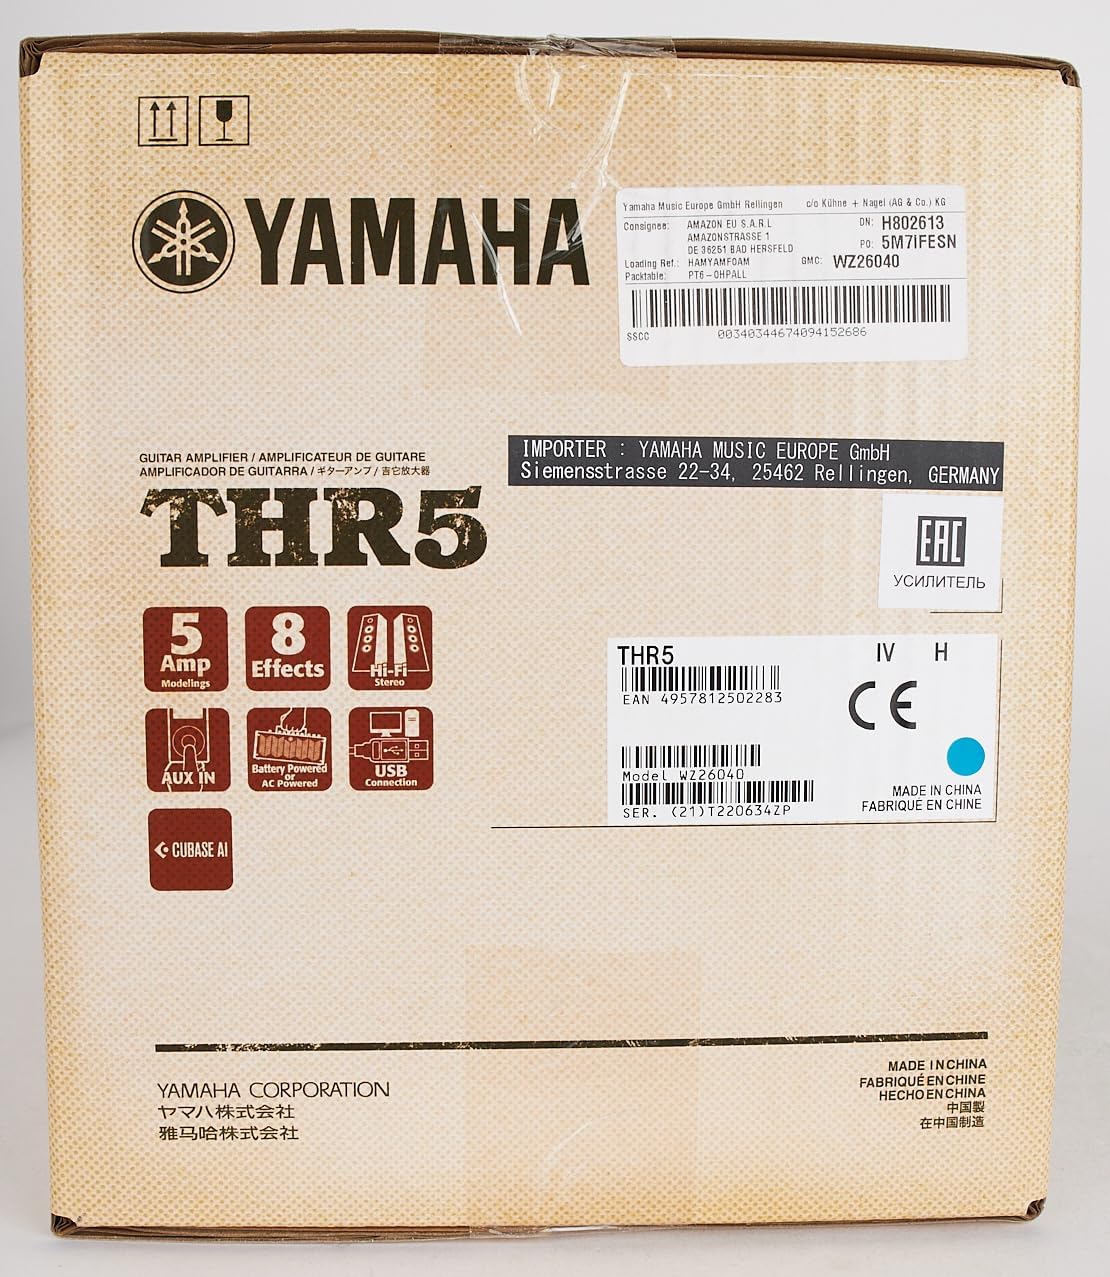 YAMAHA
Yamaha Music Europe GmbH Rellingen c/o Kühne + Nagel (AG & Co.) KG
Consignee: AMAZON EU S.A.R.L DN: H802613
AMAZONSTRASSE 1 PO: 5M7IFESN
DE 36251 BAD HERSFELD
Loading Ref.: HAMYAMFOAM GMC: WZ26040
Packtable: PT6-OHPALL
SSCC 00340344674094152686
GUITAR AMPLIFIER / AMPLIFICATEUR DE GUITARE
AMPLIFICADOR DE GUITARRA / ギターアンプ / 吉它放大器
THR5
IMPORTER : YAMAHA MUSIC EUROPE GmbH
Siemensstrasse 22-34, 25462 Rellingen, GERMANY
EAC
УСИЛИТЕЛЬ
5
Amp
Modelings
8
Effects
Hi-Fi
Stereo
AUX IN
Battery Powered
or
AC Powered
USB
Connection
CUBASE AI
THR5 IV H
EAN 4957812502283
CE
Model WZ26040
SER. (21)T220634ZP
MADE IN CHINA
FABRIQUÉ EN CHINE
YAMAHA CORPORATION
ヤマハ株式会社
雅马哈株式会社
MADE IN CHINA
FABRIQUÉ EN CHINE
HECHO EN CHINA
中国製
在中国制造